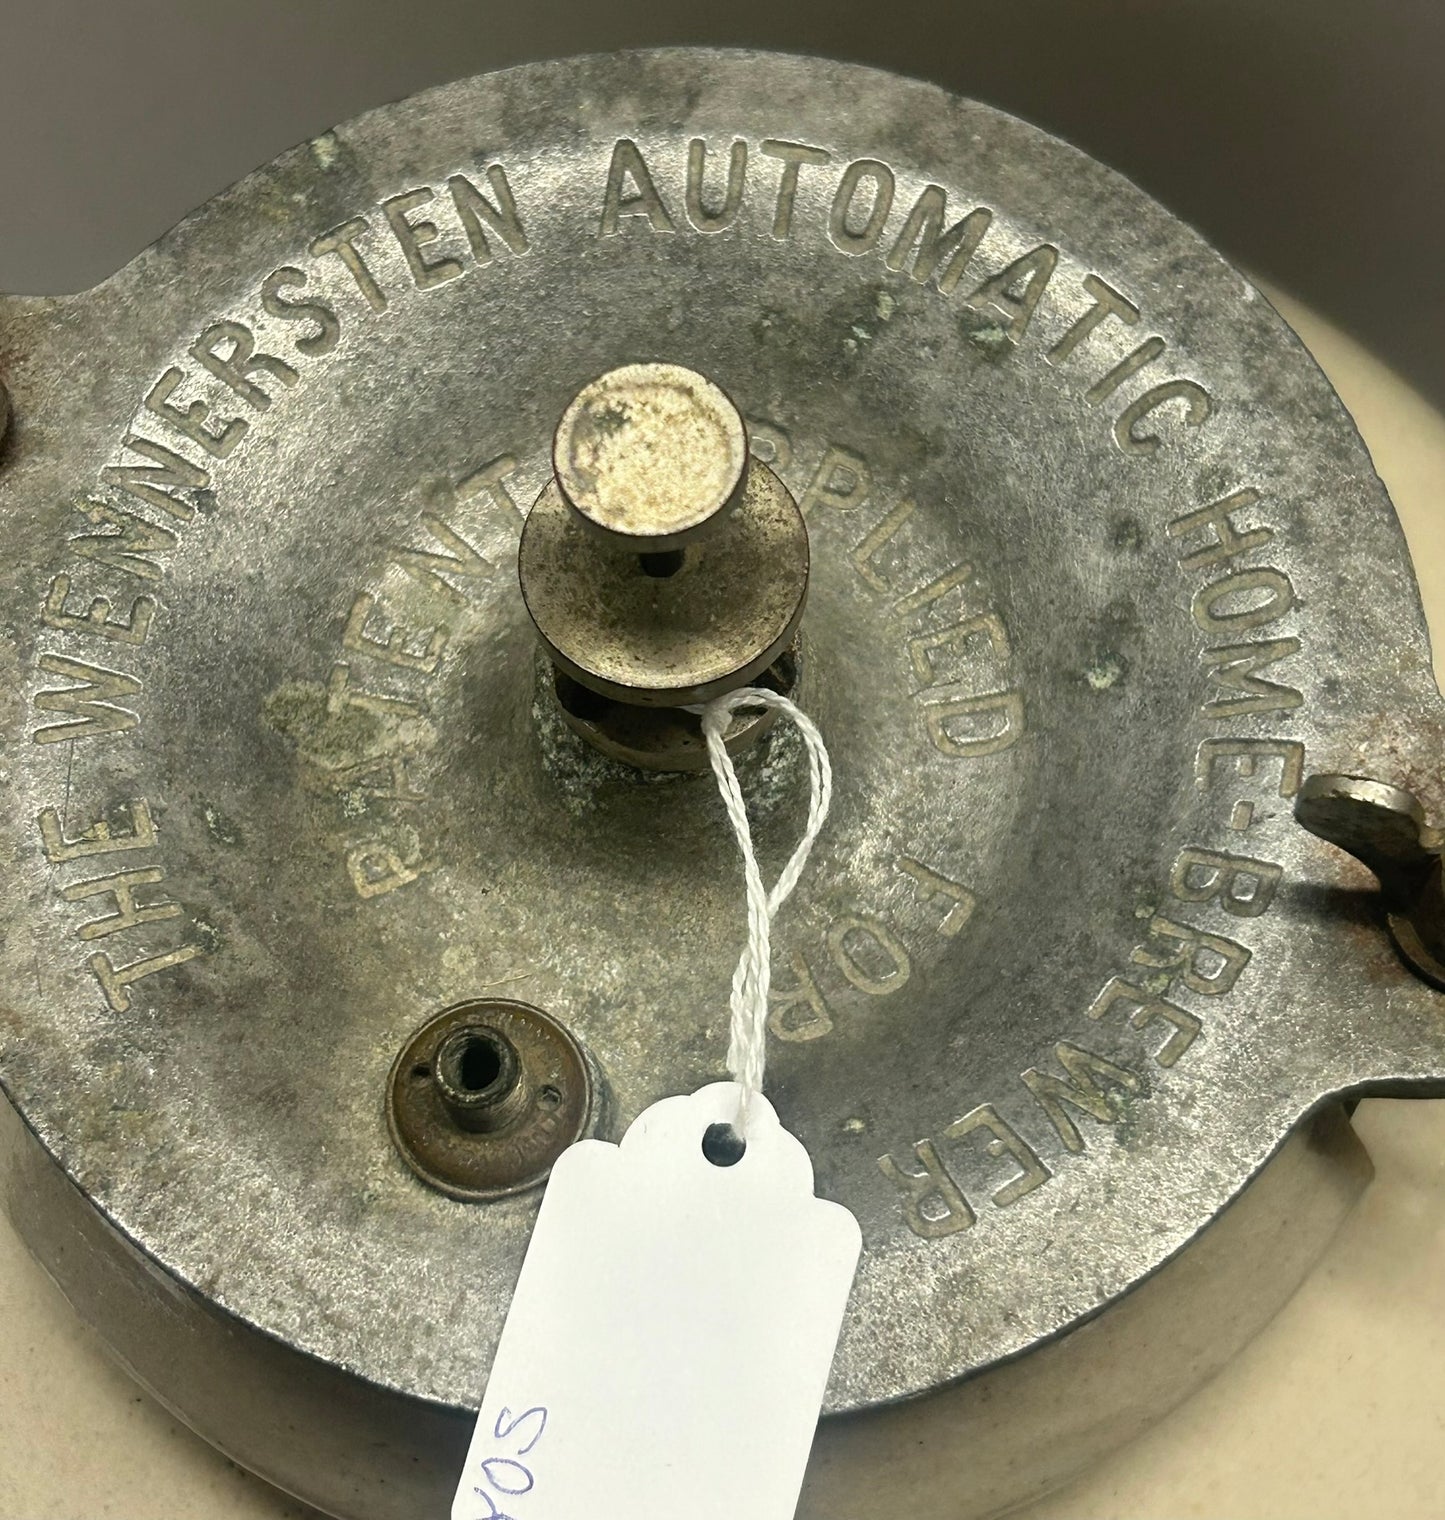 THE WENNERSTEN AUTOMATIC HOME-BREWER
PATENT APPLIED FOR